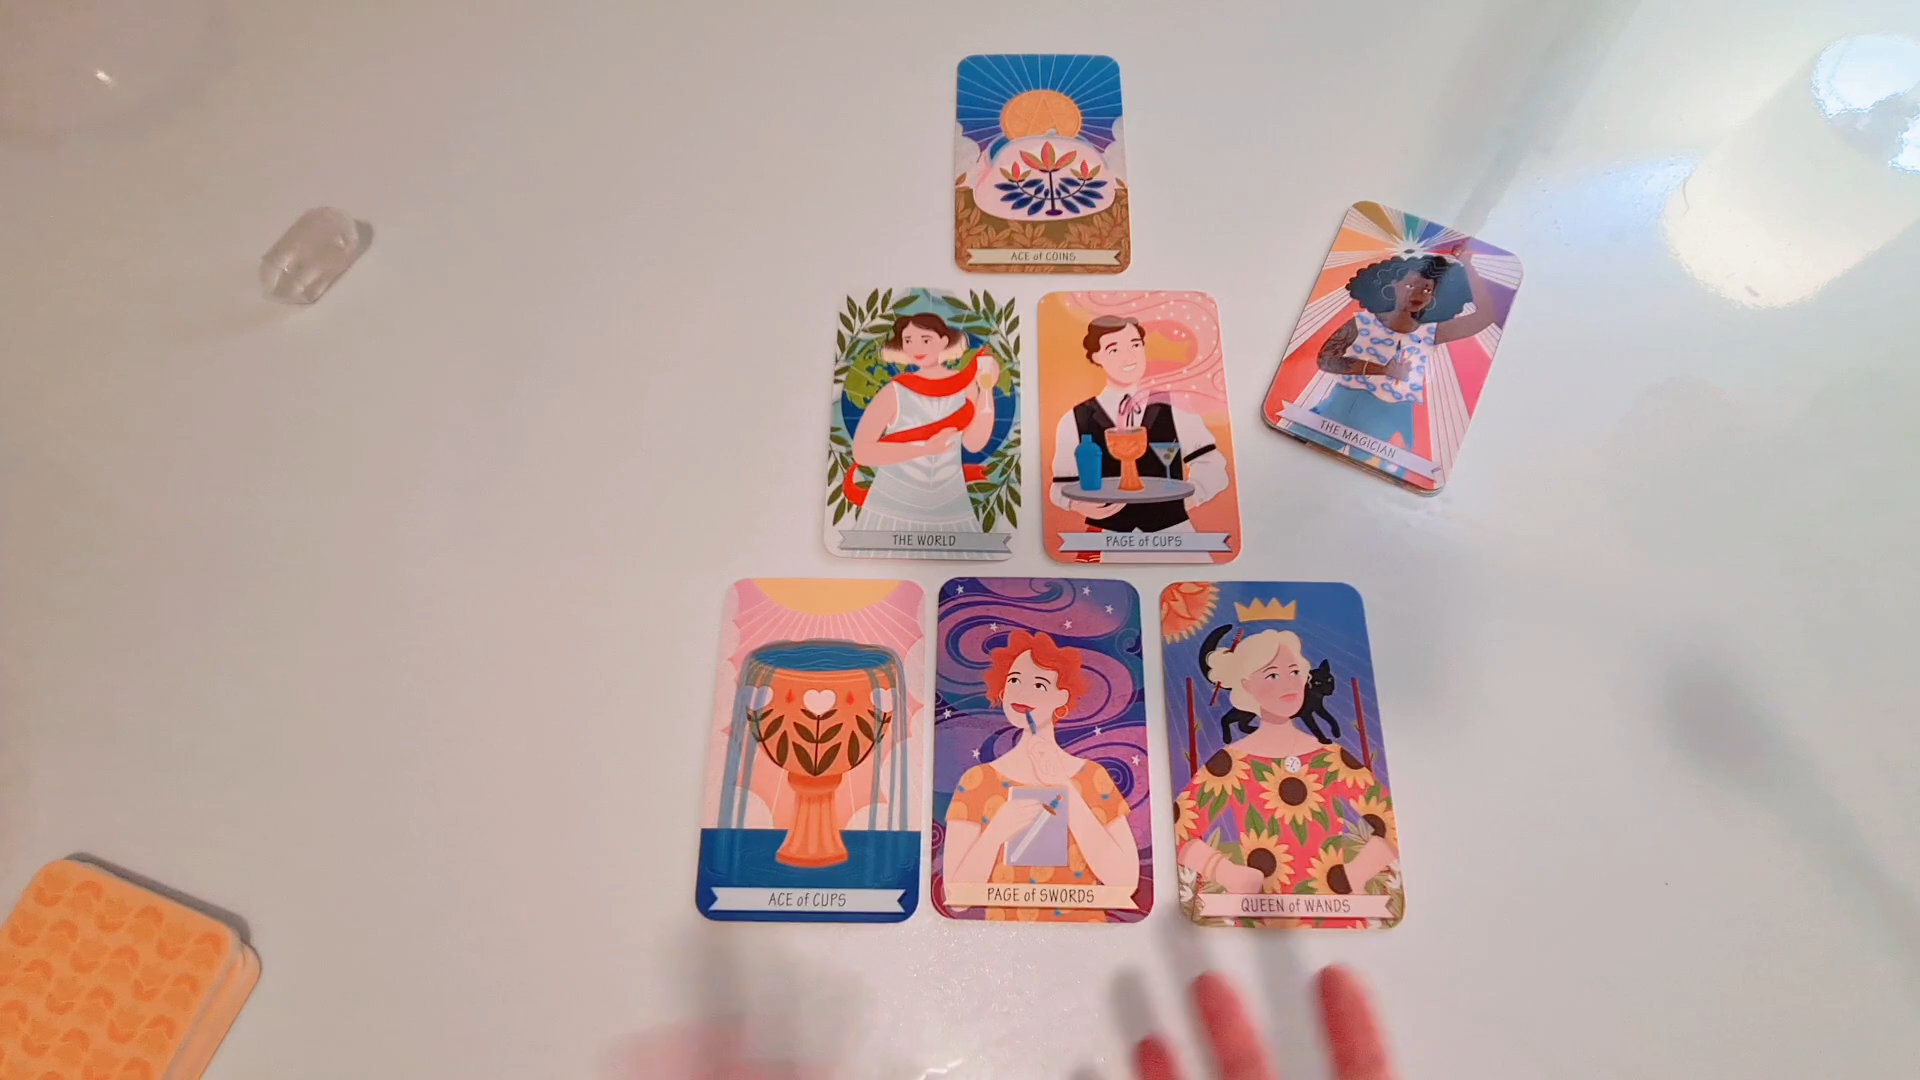 ACE of COINS
THE MAGICIAN
THE WORLD
PAGE of CUPS
ACE of CUPS
PAGE of SWORDS
QUEEN of WANDS